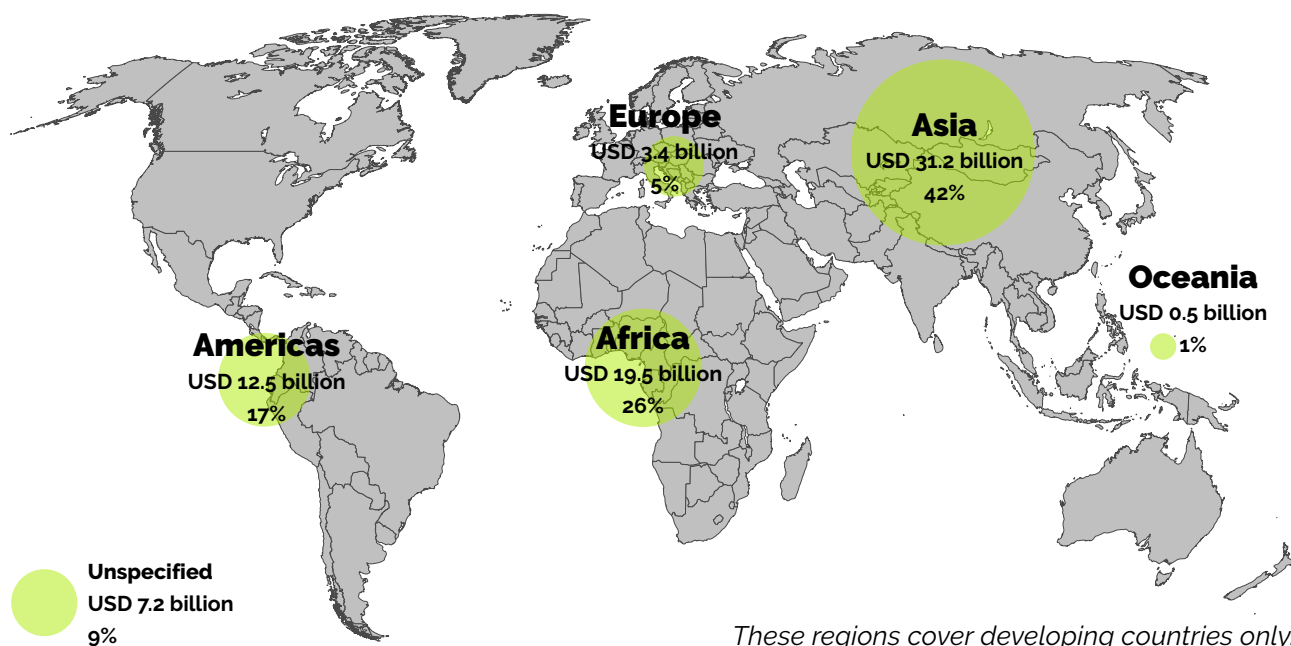 Europe
USD 3.4 billion
5%
Asia
USD 31.2 billion
42%
Oceania
USD 0.5 billion
1%
Americas
USD 12.5 billion
17%
Africa
USD 19.5 billion
26%
Unspecified
USD 7.2 billion
9%
These regions cover developing countries only.